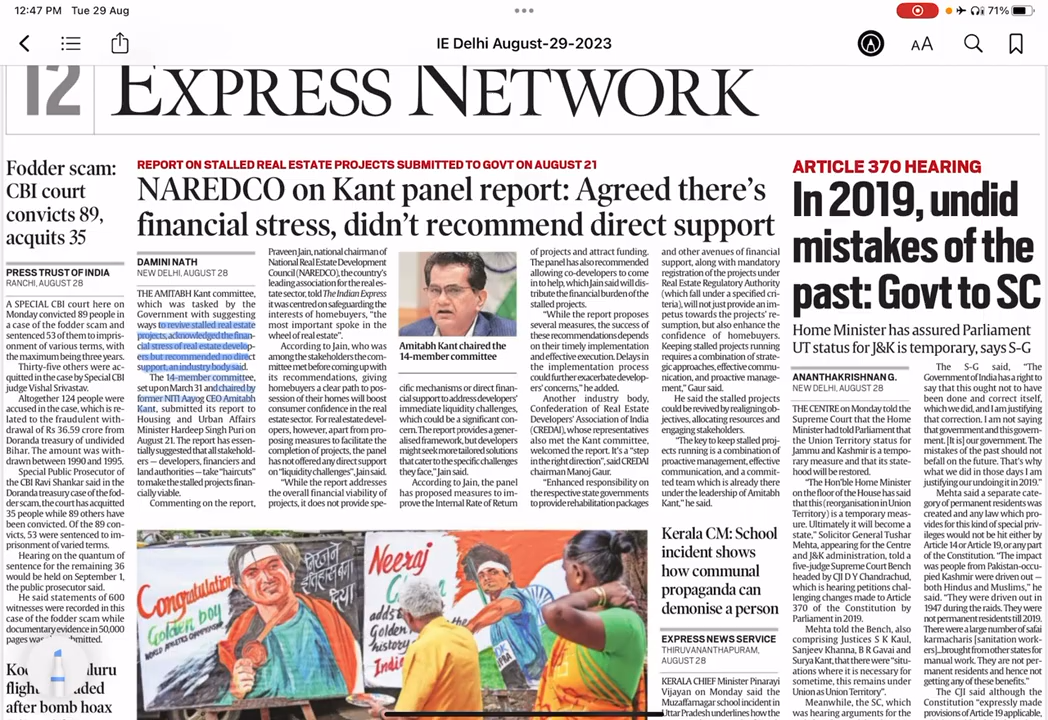 12:47 PM Tue 29 Aug
71%
IE Delhi August-29-2023
AA
12
EXPRESS NETWORK
Fodder scam:
CBI court
convicts 89,
acquits 35
PRESS TRUST OF INDIA
RANCHI, AUGUST 28
A SPECIAL CBI court here on
Monday convicted 89 people in
a case of the fodder scam and
sentenced 53 of them to impris-
onment of various terms, with
the maximum being three years.
Thirty-five others were ac-
quitted in the case by Special CBI
judge Vishal Srivastav.
Altogether 124 people were
accused in the case, which is re-
lated to the fraudulent with-
drawal of Rs 36.59 crore from
Doranda treasury of undivided
Bihar. The amount was with-
drawn between 1990 and 1995.
Special Public Prosecutor of
the CBI Ravi Shankar said in the
Doranda treasury case of the fod-
der scam, the court has acquitted
35 people while 89 others have
been convicted. Of the 89 con-
victs, 53 were sentenced to im-
prisonment of varied terms.
Hearing on the quantum of
sentence for the remaining 36
would be held on September 1,
the public prosecutor said.
He said statements of 600
witnesses were recorded in this
case of the fodder scam while
documentary evidence in 50,000
pages was submitted.
after bomb hoax
REPORT ON STALLED REAL ESTATE PROJECTS SUBMITTED TO GOVT ON AUGUST 21
NAREDCO on Kant panel report: Agreed there's
financial stress, didn't recommend direct support
DAMINI NATH
NEW DELHI, AUGUST 28
THE AMITABH Kant committee,
which was tasked by the
Government with suggesting
ways to revive stalled real estate
projects, acknowledged the finan-
cial stress of real estate develop-
ers but recommended no direct
support, an industry body said.
The 14-member committee,
set up on March 31 and chaired by
former NITI Aayog CEO Amitabh
Kant, submitted its report to
Housing and Urban Affairs
Minister Hardeep Singh Puri on
August 21. The report has essen-
tially suggested that all stakehold-
ers — developers, financiers and
land authorities — take "haircuts"
to make the stalled projects finan-
cially viable.
Commenting on the report,
Praveen Jain, national chairman of
National Real Estate Development
Council (NAREDCO), the country's
leading association for the real es-
tate sector, told The Indian Express
it was centred on safeguarding the
interests of homebuyers, "the
most important spoke in the
wheel of real estate".
According to Jain, who was
among the stakeholders the com-
mittee met before coming up with
its recommendations, giving
homebuyers a clear path to pos-
session of their homes will boost
consumer confidence in the real
estate sector. For real estate devel-
opers, however, apart from pro-
posing measures to facilitate the
completion of projects, the panel
has not offered any direct support
on "liquidity challenges", Jain said.
"While the report addresses
the overall financial viability of
projects, it does not provide spe-
Amitabh Kant chaired the
14-member committee
cific mechanisms or direct finan-
cial support to address developers'
immediate liquidity challenges,
which could be a significant con-
cern. The report provides a gener-
alised framework, but developers
might seek more tailored solutions
that cater to the specific challenges
they face," Jain said.
According to Jain, the panel
has proposed measures to im-
prove the Internal Rate of Return
of projects and attract funding.
The panel has also recommended
allowing co-developers to come
in to help, which Jain said will dis-
tribute the financial burden of the
stalled projects.
"While the report proposes
several measures, the success of
these recommendations depends
on their timely implementation
and effective execution. Delays in
the implementation process
could further exacerbate develop-
ers' concerns," he added.
Another industry body,
Confederation of Real Estate
Developers' Association of India
(CREDAI), whose representatives
also met the Kant committee,
welcomed the report. It's a "step
in the right direction", said CREDAI
chairman Manoj Gaur.
"Enhanced responsibility on
the respective state governments
to provide rehabilitation packages
and other avenues of financial
support, along with mandatory
registration of the projects under
Real Estate Regulatory Authority
(which fall under a specified cri-
teria), will not just provide an im-
petus towards the projects' re-
sumption, but also enhance the
confidence of homebuyers.
Keeping stalled projects running
requires a combination of strate-
gic approaches, effective commu-
nication, and proactive manage-
ment," Gaur said.
He said the stalled projects
could be revived by realigning ob-
jectives, allocating resources and
engaging stakeholders.
"The key to keeping stalled proj-
ects running is a combination of
proactive management, effective
communication, and a commit-
ted team which is already there
under the leadership of Amitabh
Kant," he said.
Congratulation
Golden boy
WORLD ATHLETICS CHAMPIONSHIP
Neeraj
adds
Golden
history
India
Kerala CM: School
incident shows
how communal
propaganda can
demonise a person
EXPRESS NEWS SERVICE
THIRUVANANTHAPURAM,
AUGUST 28
KERALA CHIEF Minister Pinarayi
Vijayan on Monday said the
Muzaffarnagar school incident in
Uttar Pradesh underlines how the
ARTICLE 370 HEARING
In 2019, undid
mistakes of the
past: Govt to SC
Home Minister has assured Parliament
UT status for J&K is temporary, says S-G
ANANTHAKRISHNAN G.
NEW DELHI, AUGUST 28
THE CENTRE on Monday told the
Supreme Court that the Home
Minister had told Parliament that
the Union Territory status for
Jammu and Kashmir is a tempo-
rary measure and that its state-
hood will be restored.
"The Hon'ble Home Minister
on the floor of the House has said
that this (reorganisation in Union
Territory) is a temporary meas-
ure. Ultimately it will become a
state," Solicitor General Tushar
Mehta, appearing for the Centre
and J&K administration, told a
five-judge Supreme Court Bench
headed by CJI D Y Chandrachud,
which is hearing petitions chal-
lenging changes made to Article
370 of the Constitution by
Parliament in 2019.
Mehta told the Bench, also
comprising Justices S K Kaul,
Sanjeev Khanna, B R Gavai and
Surya Kant, that there were "situ-
ations where it is necessary for
sometime, this remains under
Union as Union Territory".
Meanwhile, the SC, which
was hearing arguments for the
The S-G said, "The
Government of India has a right to
say that this ought not to have
been done and correct itself,
which we did, and I am justifying
that correction. I am not saying
that government and this govern-
ment. [It is] our government. The
mistakes of the past should not
befall on the future. That's why
what we did in those days I am
justifying our undoing it in 2019."
Mehta said a separate cate-
gory of permanent residents was
created and any law which pro-
vides for this kind of special priv-
ileges would not be hit either by
Article 14 or Article 19, or any part
of the Constitution. "The impact
was people from Pakistan-occu-
pied Kashmir were driven out —
both Hindus and Muslims," he
said. "They were driven out in
1947 during the raids. They were
not permanent residents till 2019.
There were a large number of safai
karmacharis [sanitation work-
ers]...brought from other states for
manual work. They are not per-
manent residents and hence not
getting any of these benefits."
The CJI said although the
Constitution "expressly made
provisions of Article 19 applicable,